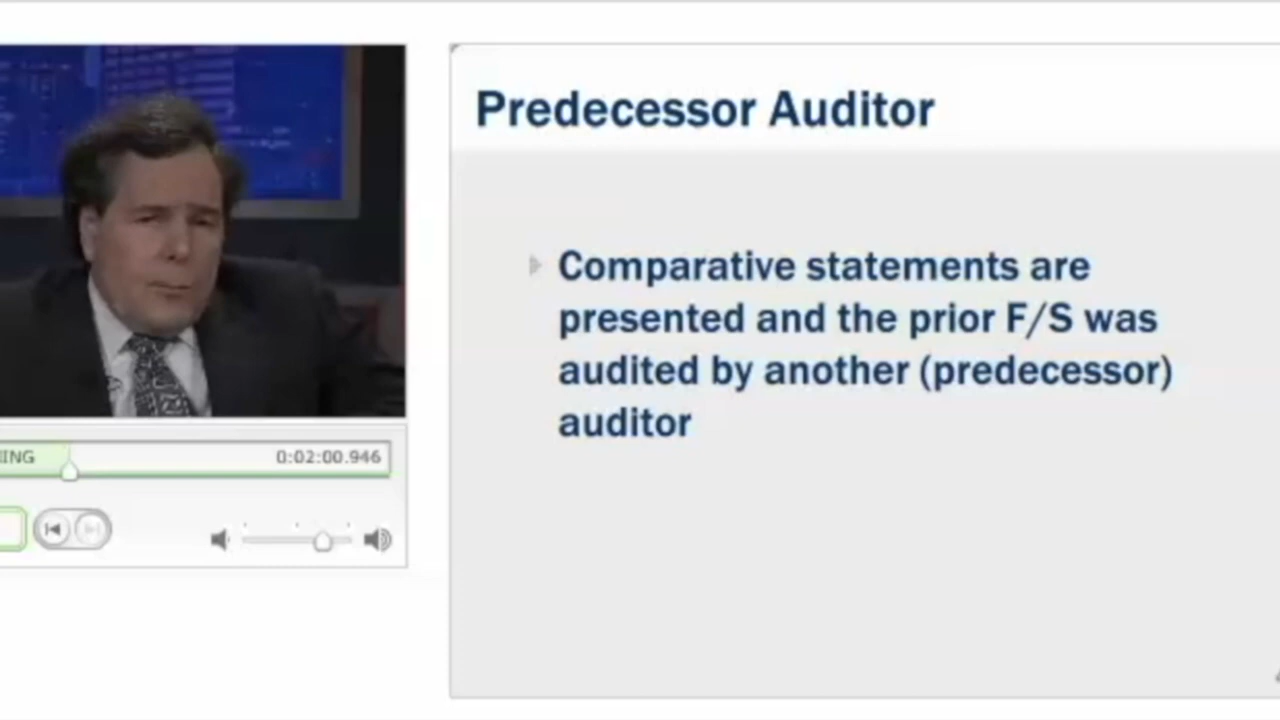 Predecessor Auditor
Comparative statements are
presented and the prior F/S was
audited by another (predecessor)
auditor
ING 0:02:00.946